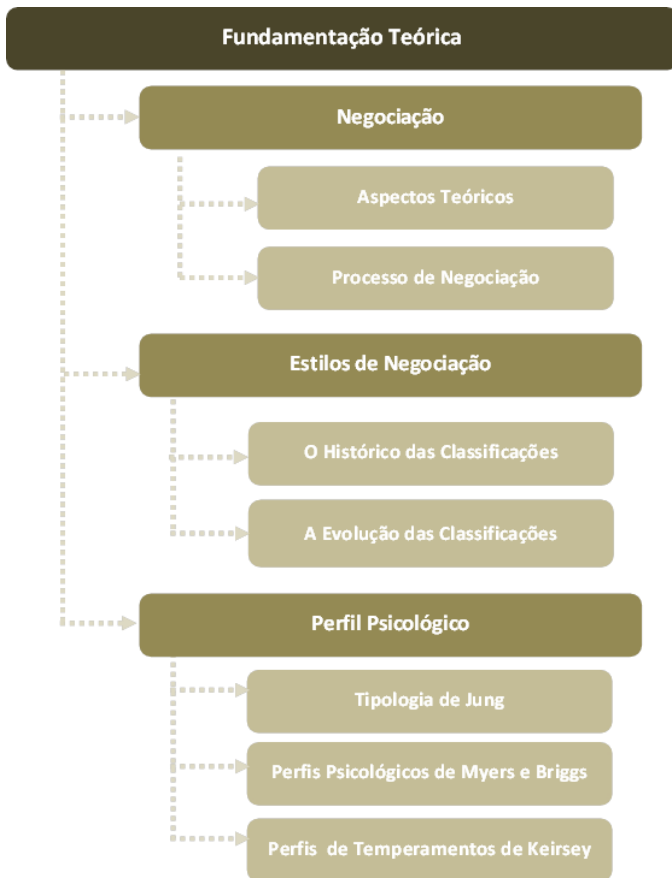 Fundamentação Teórica
Negociação
Aspectos Teóricos
Processo de Negociação
Estilos de Negociação
O Histórico das Classificações
A Evolução das Classificações
Perfil Psicológico
Tipologia de Jung
Perfis Psicológicos de Myers e Briggs
Perfis de Temperamentos de Keirsey